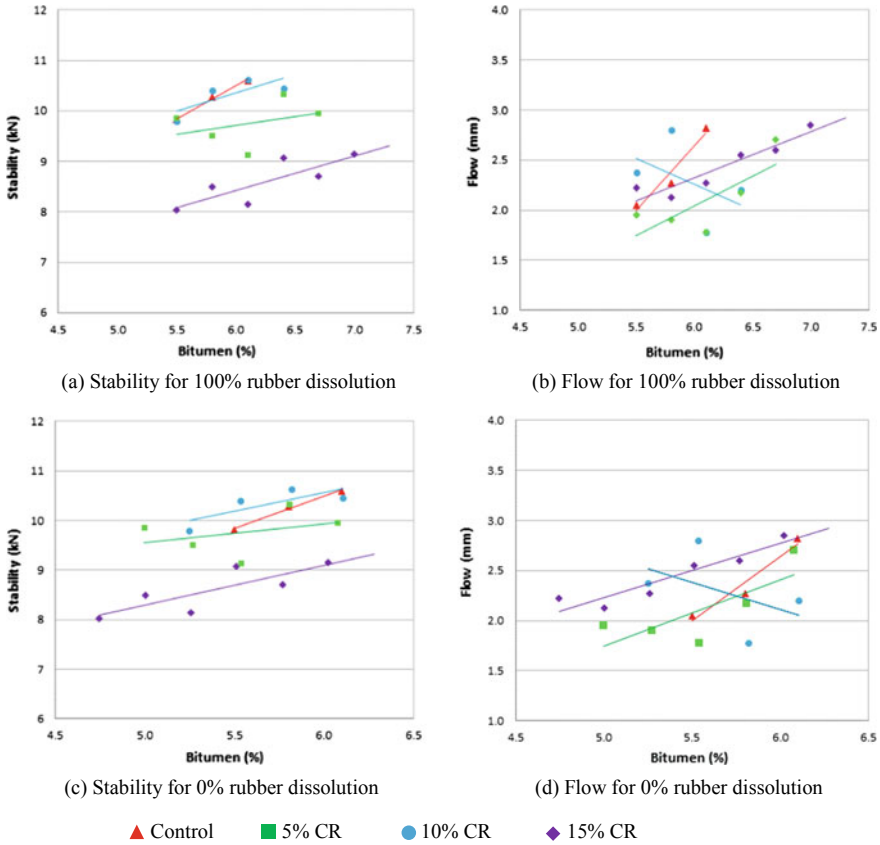 12
11
10
9
8
7
6
Stability (kN)
4.5 5.0 5.5 6.0 6.5 7.0 7.5
Bitumen (%)
(a) Stability for 100% rubber dissolution
4.0
3.5
3.0
2.5
2.0
1.5
1.0
Flow (mm)
4.5 5.0 5.5 6.0 6.5 7.0 7.5
Bitumen (%)
(b) Flow for 100% rubber dissolution
12
11
10
9
8
7
6
Stability (kN)
4.5 5.0 5.5 6.0 6.5
Bitumen (%)
(c) Stability for 0% rubber dissolution
4.0
3.5
3.0
2.5
2.0
1.5
1.0
Flow (mm)
4.5 5.0 5.5 6.0 6.5
Bitumen (%)
(d) Flow for 0% rubber dissolution
Control 5% CR 10% CR 15% CR